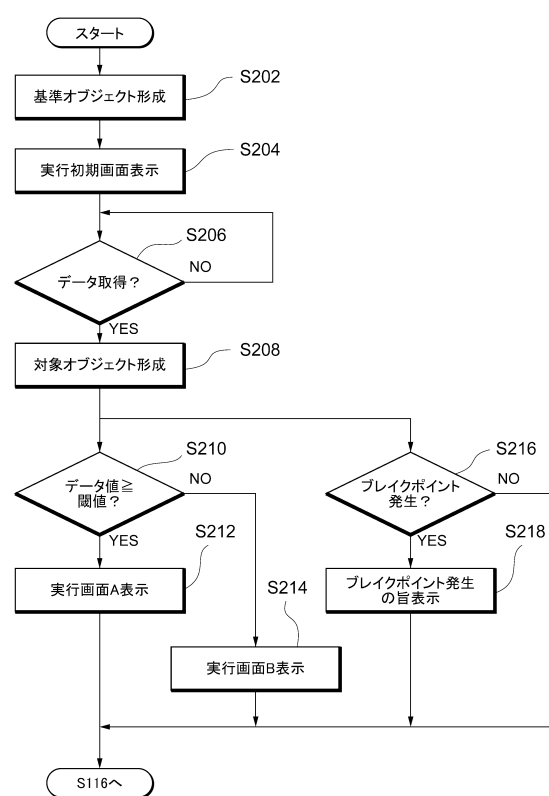 スタート
基準オブジェクト形成
S202
実行初期画面表示
S204
データ取得？
S206
NO
YES
対象オブジェクト形成
S208
データ値≧
閾値？
S210
NO
YES
ブレイクポイント
発生？
S216
NO
YES
実行画面A表示
S212
ブレイクポイント発生
の旨表示
S218
実行画面B表示
S214
S116へ